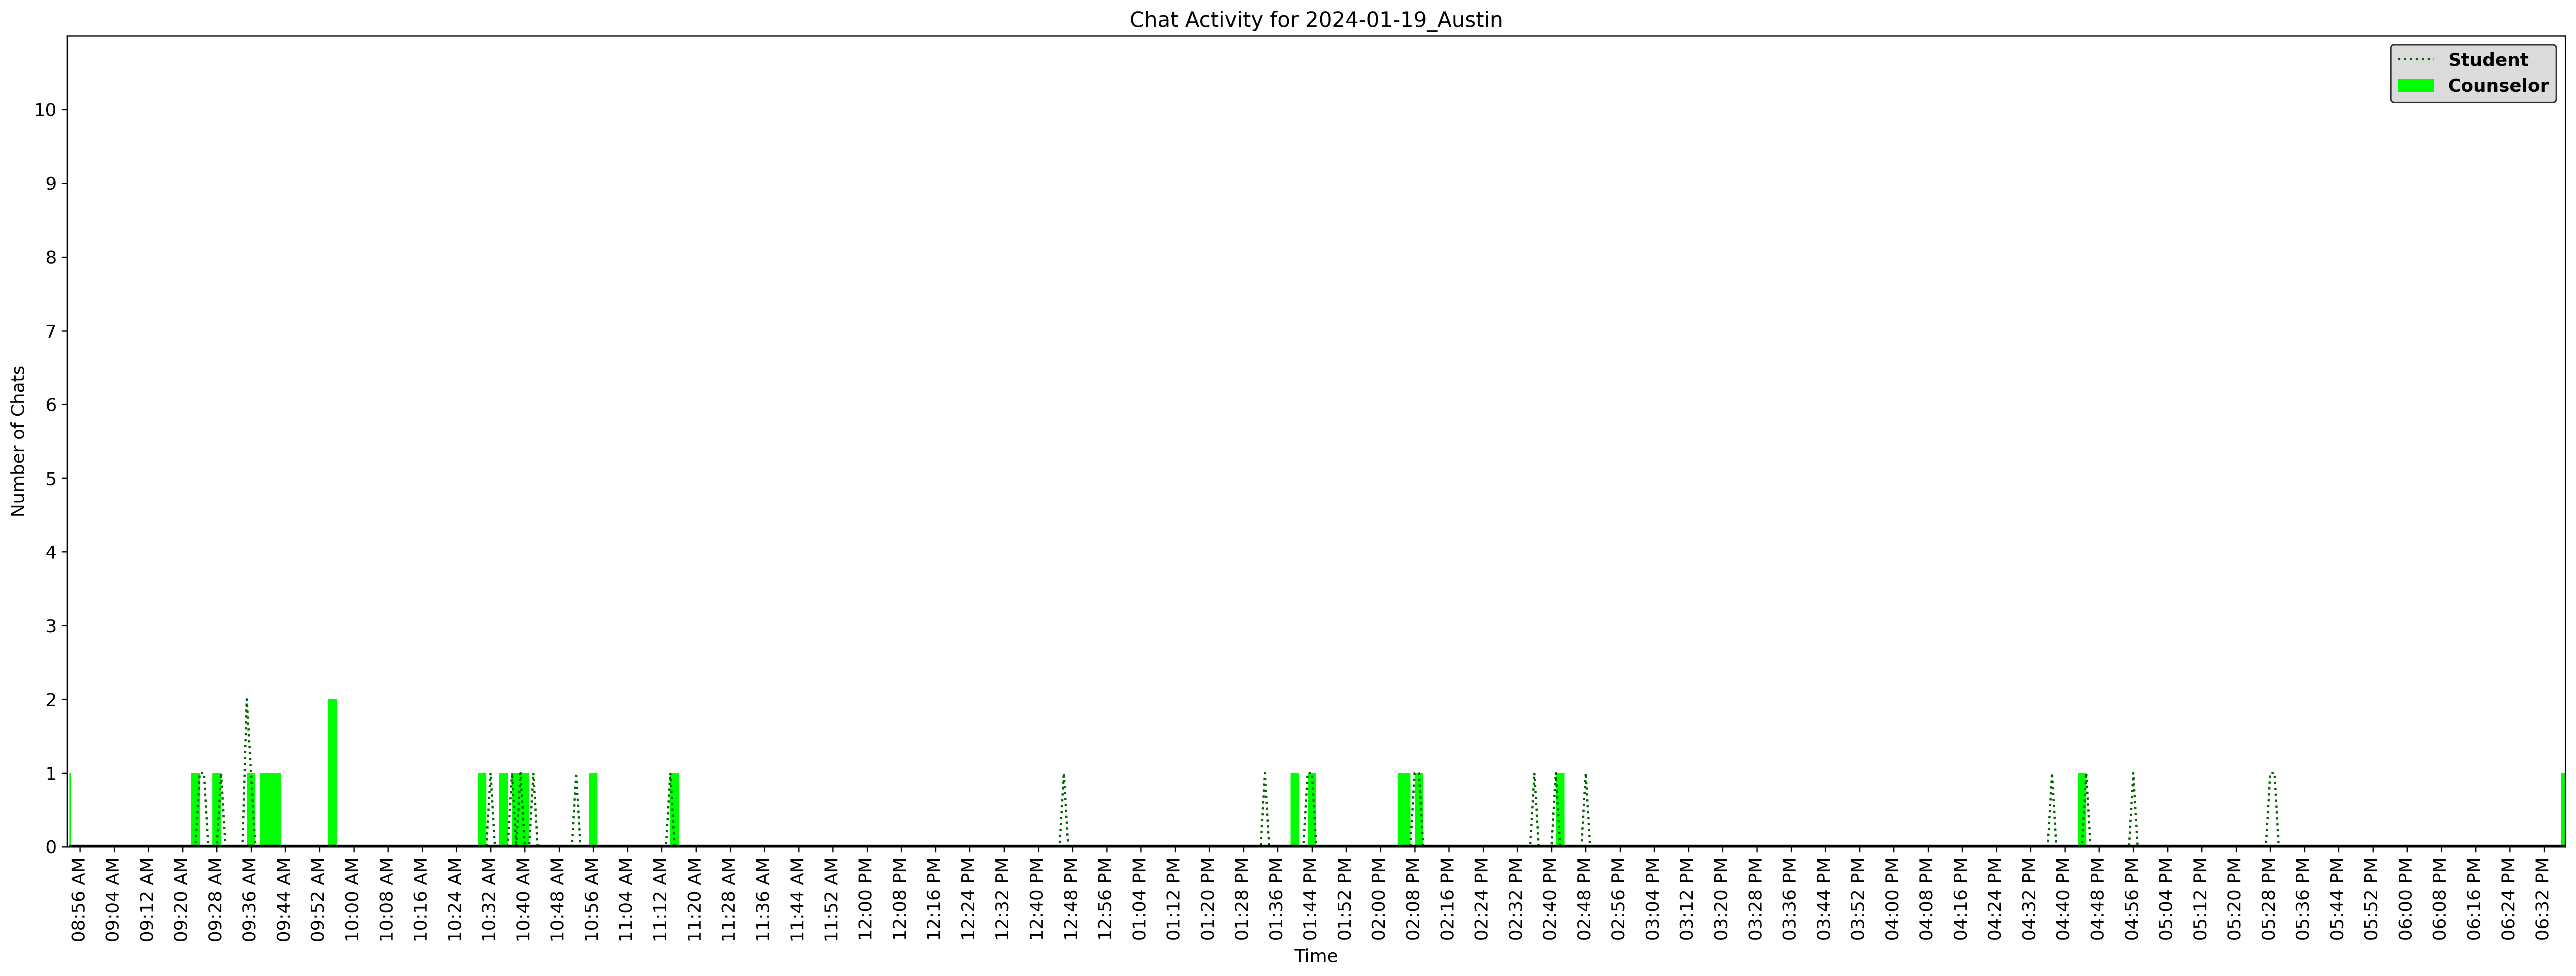 Chat Activity for 2024-01-19_Austin
Student
Counselor
Number of Chats
10
9
8
7
6
5
4
3
2
1
0
08:56 AM
09:04 AM
09:12 AM
09:20 AM
09:28 AM
09:36 AM
09:44 AM
09:52 AM
10:00 AM
10:08 AM
10:16 AM
10:24 AM
10:32 AM
10:40 AM
10:48 AM
10:56 AM
11:04 AM
11:12 AM
11:20 AM
11:28 AM
11:36 AM
11:44 AM
11:52 AM
12:00 PM
12:08 PM
12:16 PM
12:24 PM
12:32 PM
12:40 PM
12:48 PM
12:56 PM
01:04 PM
01:12 PM
01:20 PM
01:28 PM
01:36 PM
01:44 PM
01:52 PM
02:00 PM
02:08 PM
02:16 PM
02:24 PM
02:32 PM
02:40 PM
02:48 PM
02:56 PM
03:04 PM
03:12 PM
03:20 PM
03:28 PM
03:36 PM
03:44 PM
03:52 PM
04:00 PM
04:08 PM
04:16 PM
04:24 PM
04:32 PM
04:40 PM
04:48 PM
04:56 PM
05:04 PM
05:12 PM
05:20 PM
05:28 PM
05:36 PM
05:44 PM
05:52 PM
06:00 PM
06:08 PM
06:16 PM
06:24 PM
06:32 PM
Time